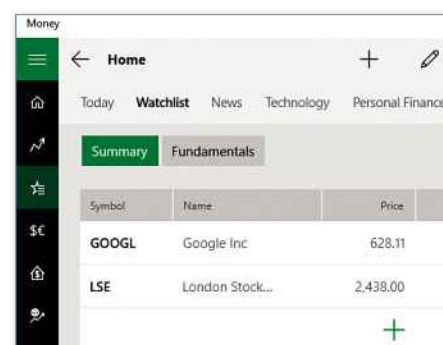 Money
Home
Today Watchlist News Technology Personal Finance
Summary Fundamentals
Symbol Name Price
GOOGL Google Inc 628.11
$€
LSE London Stock... 2,438.00